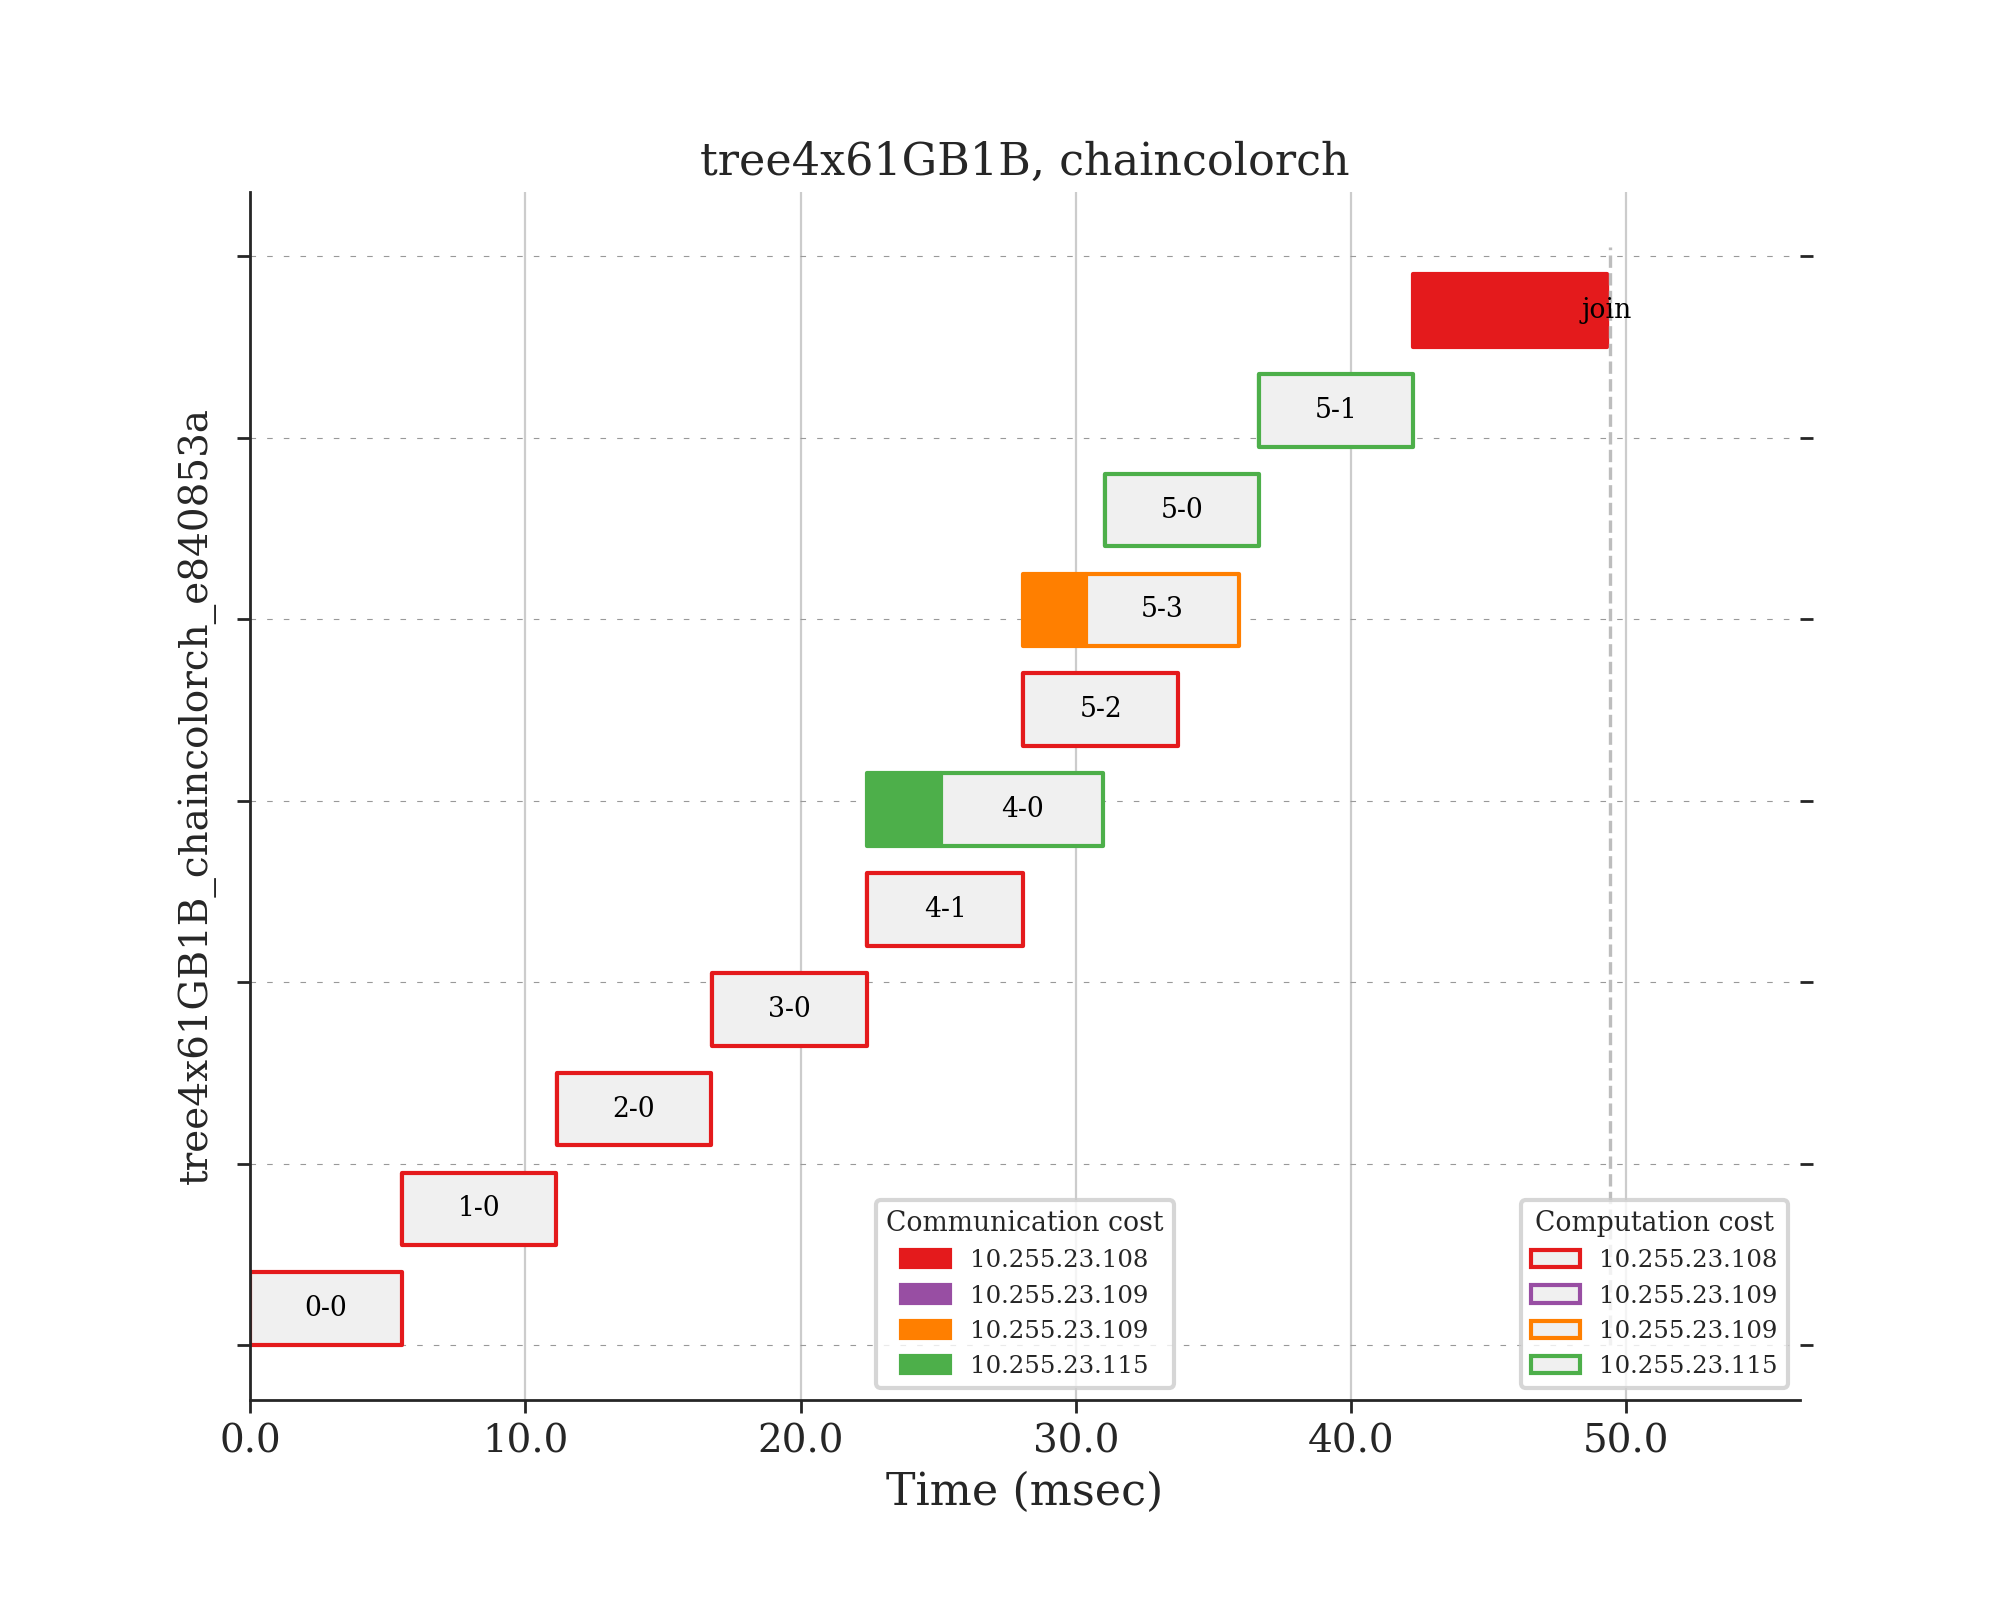 tree4x61GB1B, chaincolorch
tree4x61GB1B_chaincolorch_e840853a
join
5-1
5-0
5-3
5-2
4-0
4-1
3-0
2-0
1-0
0-0
Communication cost
10.255.23.108
10.255.23.109
10.255.23.109
10.255.23.115
Computation cost
10.255.23.108
10.255.23.109
10.255.23.109
10.255.23.115
0.0 10.0 20.0 30.0 40.0 50.0
Time (msec)